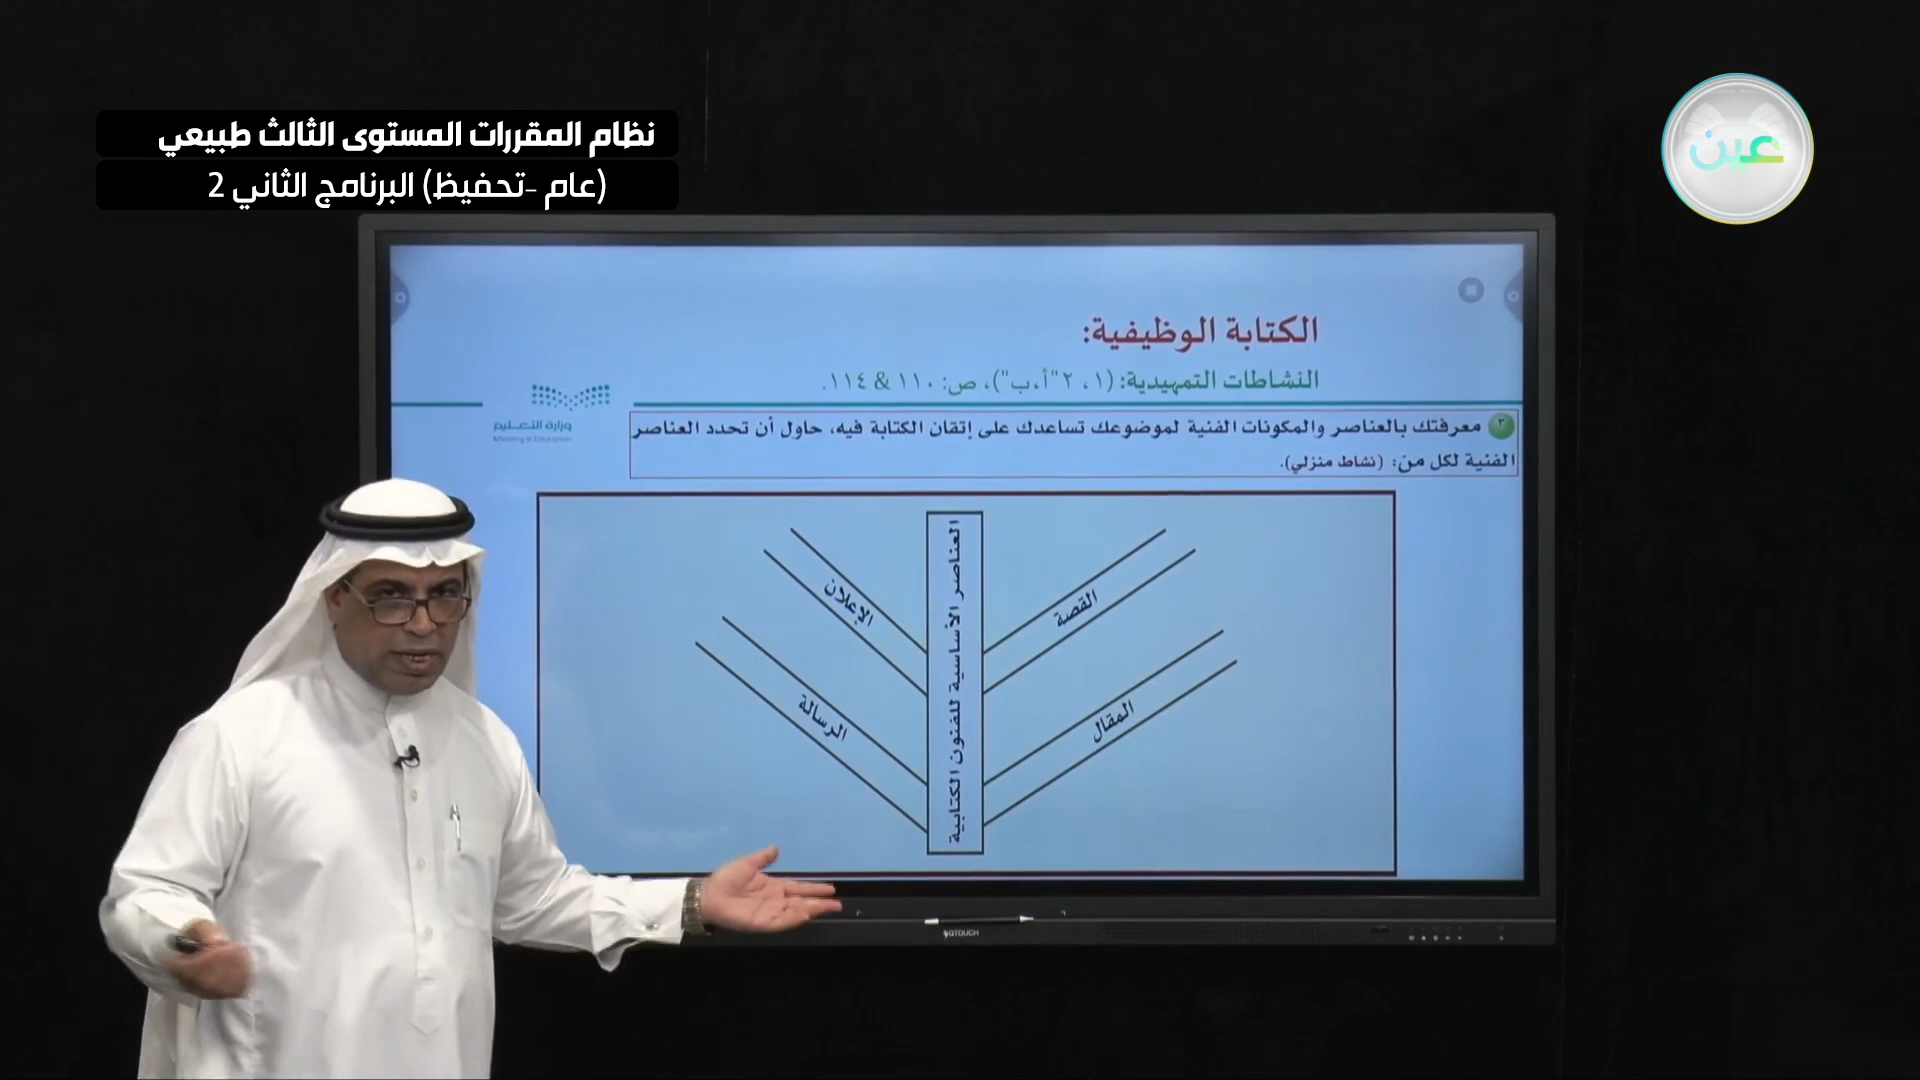 نظام المقررات المستوى الثالث طبيعي
(عام -تحفيظ) البرنامج الثاني 2
عين
الكتابة الوظيفية:
النشاطات التمهيدية: (١، ٢"أ،ب")، ص: ١١٠ & ١١٤.
وزارة التعليم
Ministry of Education
٣ معرفتك بالعناصر والمكونات الفنية لموضوعك تساعدك على إتقان الكتابة فيه، حاول أن تحدد العناصر
الفنية لكل من: (نشاط منزلي).
القصة
الإعلان
العناصر الأساسية للفنون الكتابية
المقال
الرسالة
QTOUCH